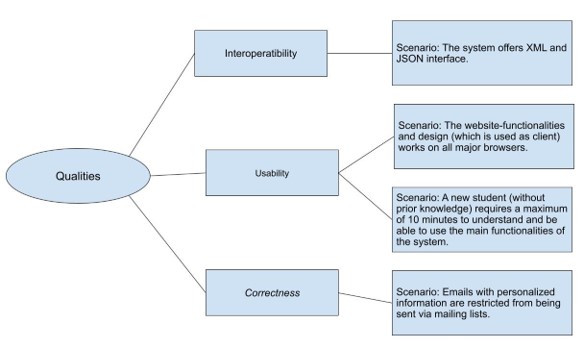 Qualities
Interoperatibility
Scenario: The system offers XML and
JSON interface.
Usability
Scenario: The website-functionalities
and design (which is used as client)
works on all major browsers.
Scenario: A new student (without
prior knowledge) requires a maximum
of 10 minutes to understand and be
able to use the main functionalities of
the system.
Correctness
Scenario: Emails with personalized
information are restricted from being
sent via mailing lists.